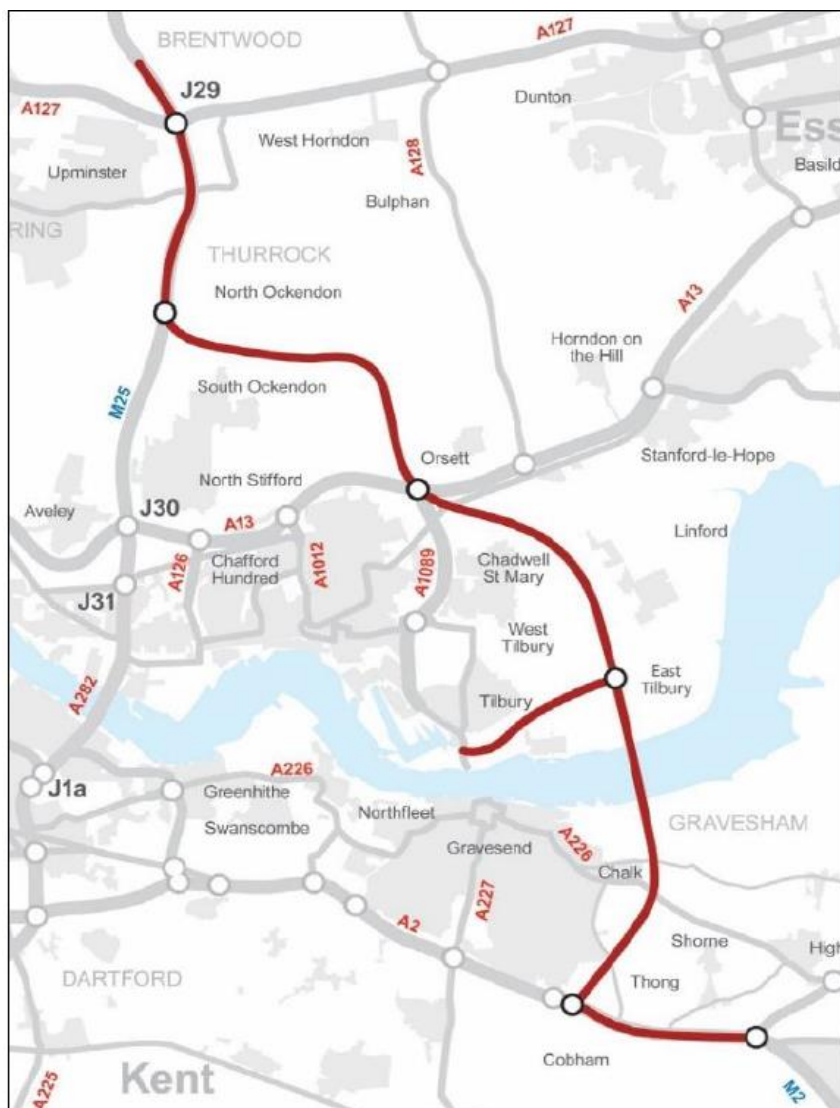 BRENTWOOD
A127
J29
A127
Dunton
Ess
West Horndon
A128
Upminster
Basild
Bulphan
RING
THURROCK
North Ockendon
A13
Horndon on
the Hill
M25
South Ockendon
Orsett
Stanford-le-Hope
North Stifford
Aveley
J30
A13
Linford
Chafford
Hundred
A126
A1012
A1089
Chadwell
St Mary
J31
West
Tilbury
East
Tilbury
A282
Tilbury
A226
J1a
Greenhithe
Northfleet
Swanscombe
GRAVESHAM
Gravesend
A226
Chalk
A227
A2
Shorne
High
DARTFORD
Thong
Cobham
Kent
A225
M2